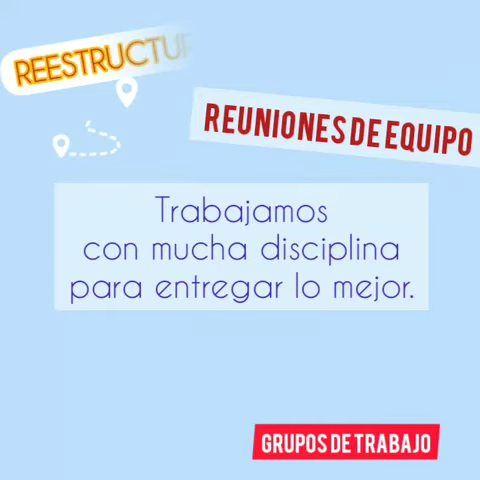 REESTRUCTU
REUNIONES DE EQUIPO
Trabajamos
con mucha disciplina
para entregar lo mejor.
GRUPOS DE TRABAJO